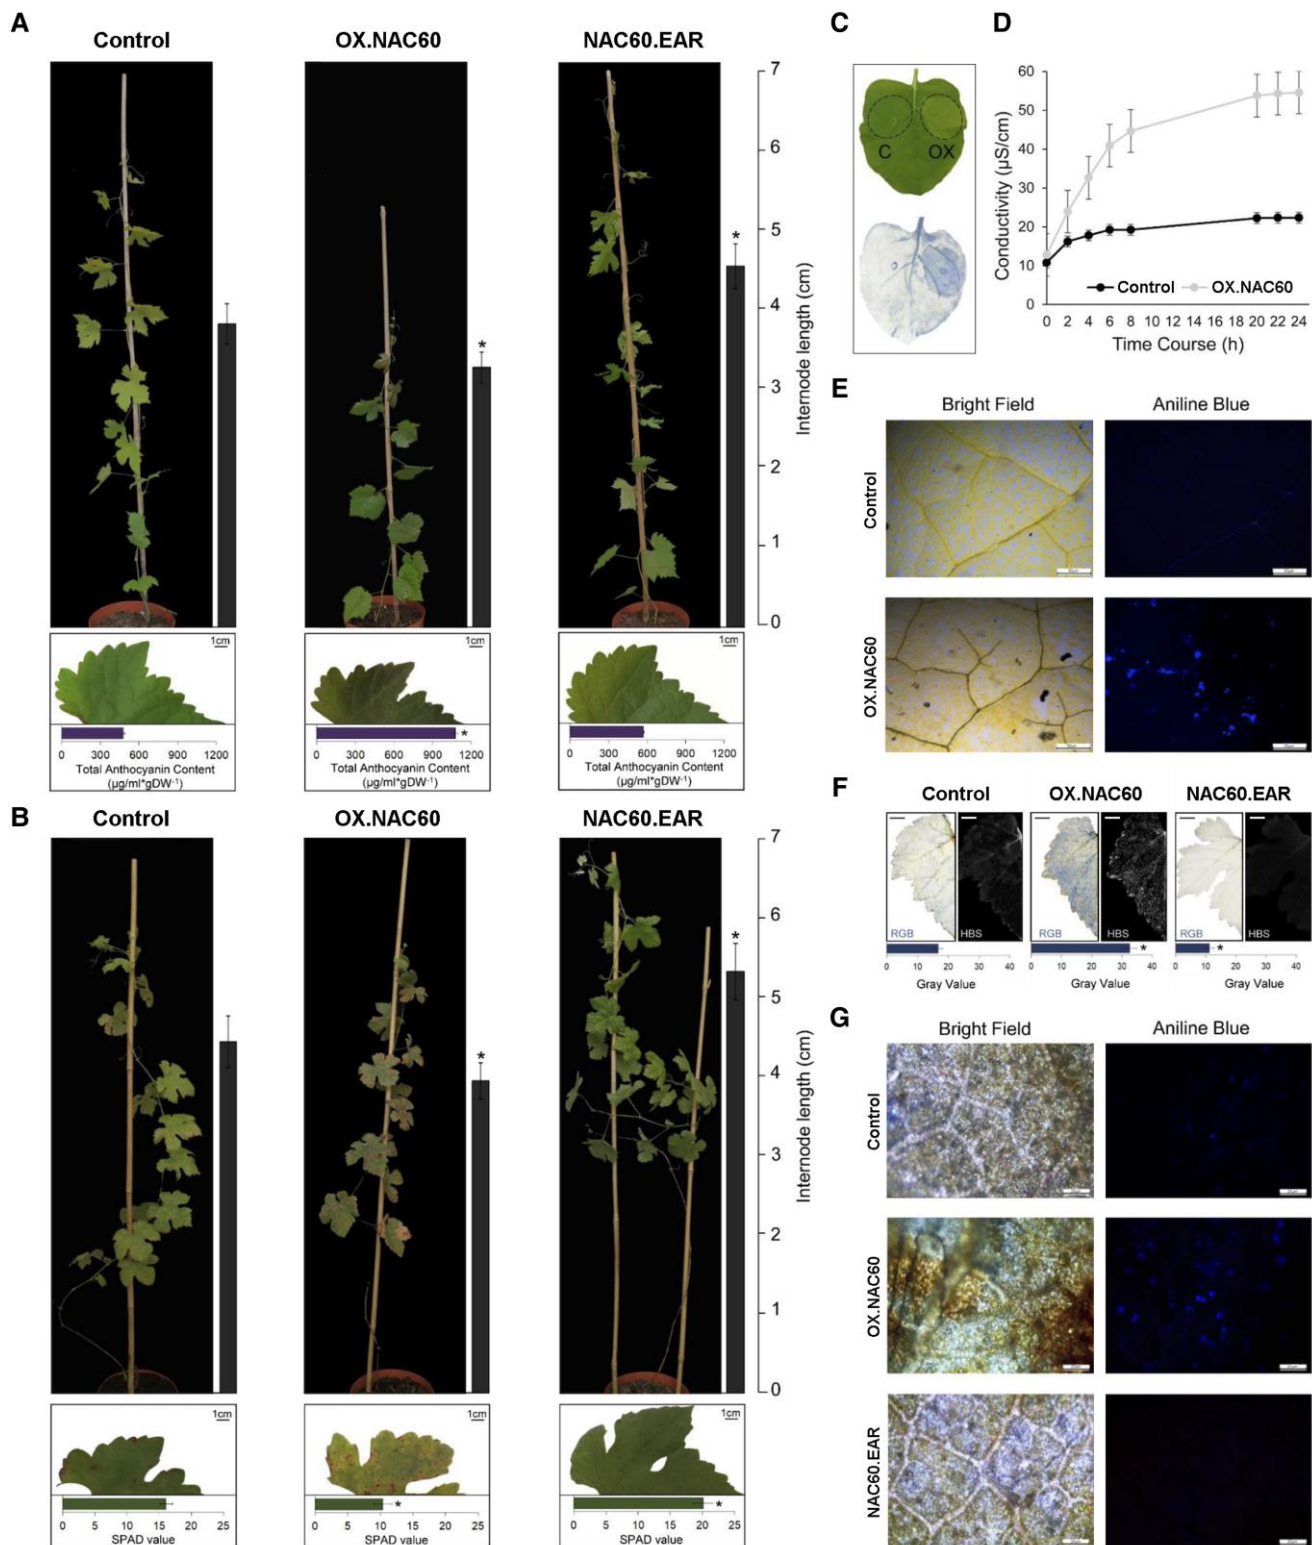 A
Control
OX.NAC60
NAC60.EAR
7
6
5
4
3
2
1
0
Internode length (cm)
*
*
1cm
1cm
1cm
*
0 300 600 900 1200
0 300 600 900 1200
0 300 600 900 1200
Total Anthocyanin Content
(µg/ml*gDW⁻¹)
Total Anthocyanin Content
(µg/ml*gDW⁻¹)
Total Anthocyanin Content
(µg/ml*gDW⁻¹)
B
Control
OX.NAC60
NAC60.EAR
7
6
5
4
3
2
1
0
Internode length (cm)
*
*
1cm
1cm
1cm
*
*
0 5 10 15 20 25
0 5 10 15 20 25
0 5 10 15 20 25
SPAD value
SPAD value
SPAD value
C
C
OX
D
60
50
40
30
20
10
0
Conductivity (µS/cm)
Control
OX.NAC60
0 2 4 6 8 10 12 14 16 18 20 22 24
Time Course (h)
E
Bright Field
Aniline Blue
Control
OX.NAC60
F
Control
OX.NAC60
NAC60.EAR
RGB
HBS
RGB
HBS
RGB
HBS
*
*
0 10 20 30 40
0 10 20 30 40
0 10 20 30 40
Gray Value
Gray Value
Gray Value
G
Bright Field
Aniline Blue
Control
OX.NAC60
NAC60.EAR